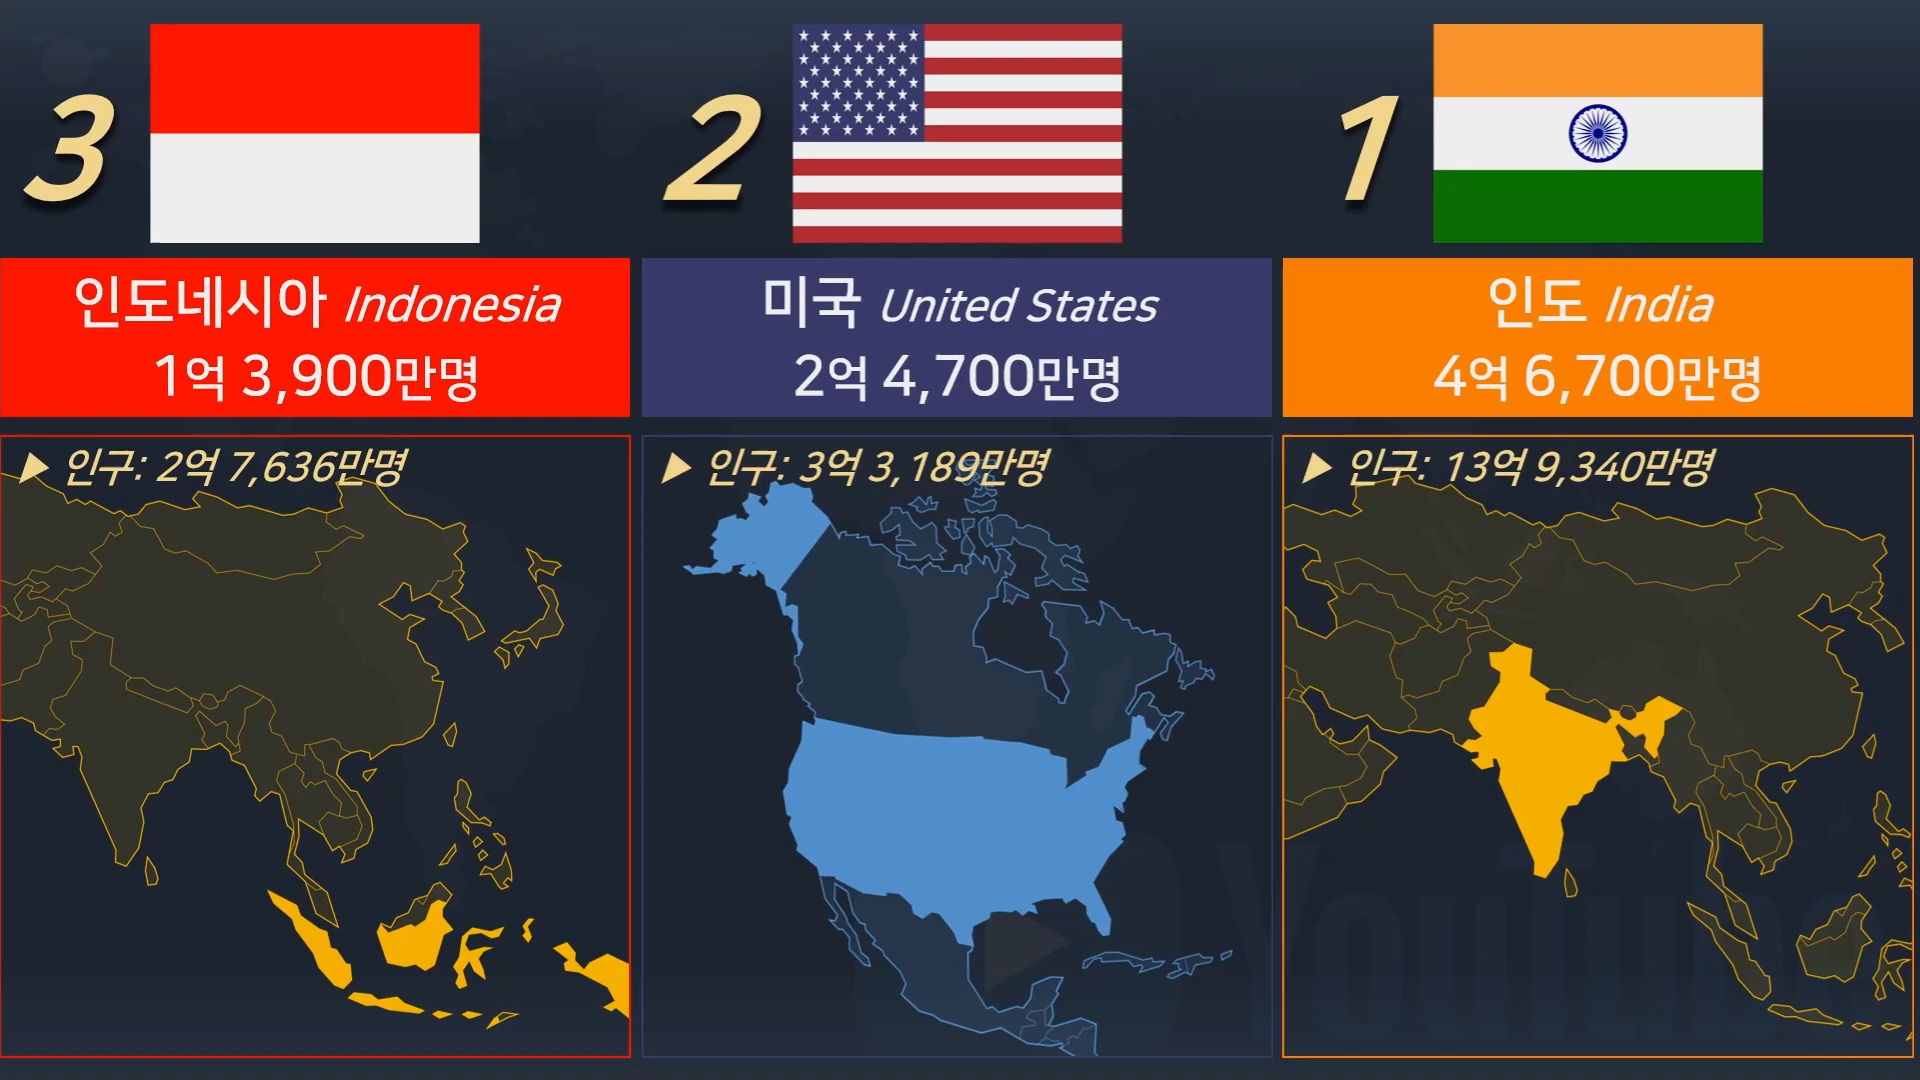 3
인도네시아 Indonesia
1억 3,900만명
▶ 인구: 2억 7,636만명
2
미국 United States
2억 4,700만명
▶ 인구: 3억 3,189만명
1
인도 India
4억 6,700만명
▶ 인구: 13억 9,340만명
YouTube